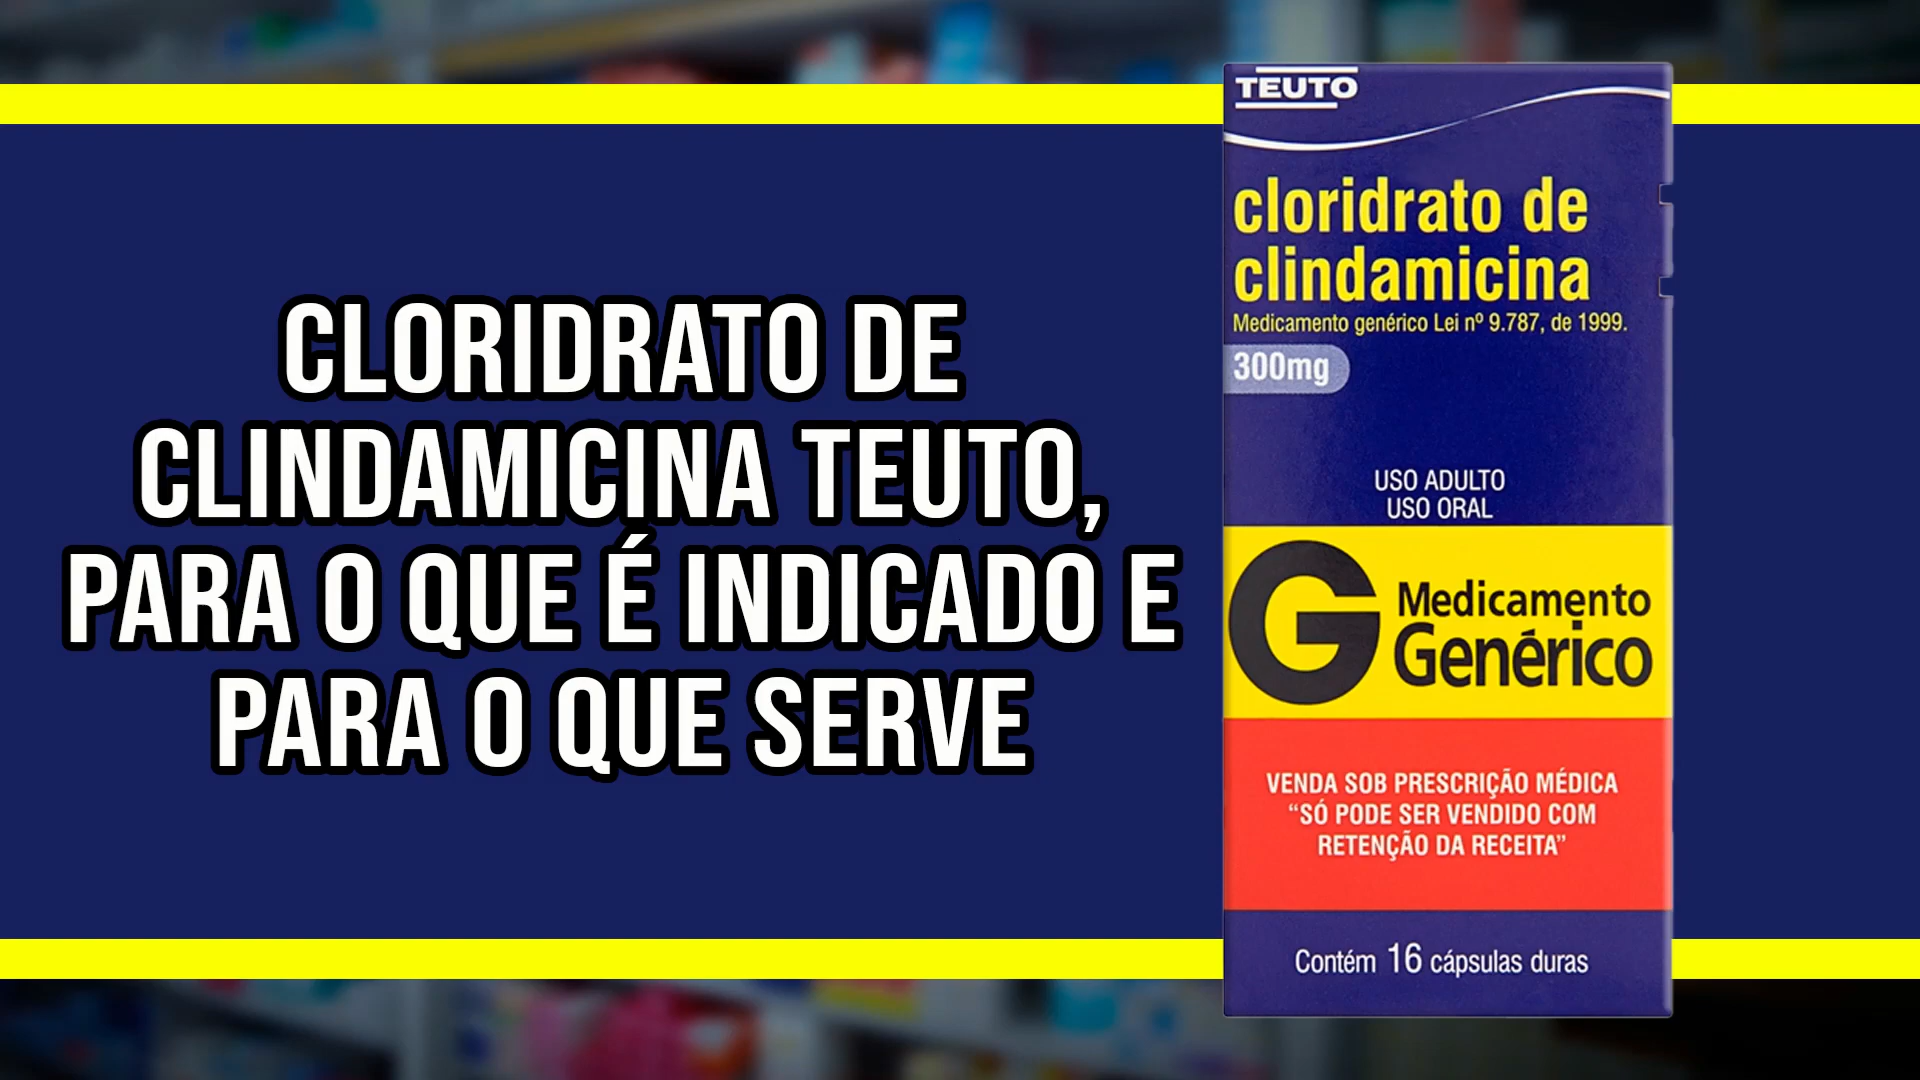 CLORIDRATO DE
CLINDAMICINA TEUTO,
PARA O QUE É INDICADO E
PARA O QUE SERVE
TEUTO
cloridrato de
clindamicina
Medicamento genérico Lei nº 9.787, de 1999.
300mg
USO ADULTO
USO ORAL
G Medicamento
Genérico
VENDA SOB PRESCRIÇÃO MÉDICA
“SÓ PODE SER VENDIDO COM
RETENÇÃO DA RECEITA”
Contém 16 cápsulas duras